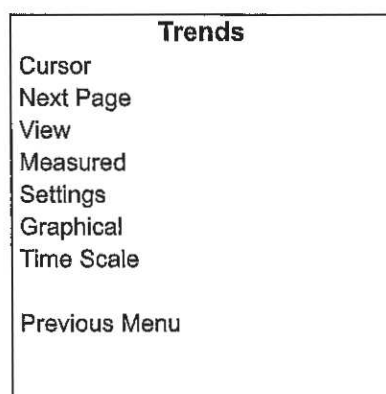 Trends
Cursor
Next Page
View
Measured
Settings
Graphical
Time Scale
Previous Menu